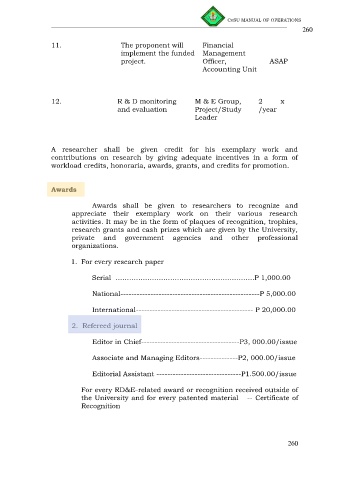 CvSU MANUAL OF OPERATIONS
260
11. The proponent will Financial
implement the funded Management
project. Officer, ASAP
Accounting Unit
12. R & D monitoring M & E Group, 2 x
and evaluation Project/Study /year
Leader
A researcher shall be given credit for his exemplary work and
contributions on research by giving adequate incentives in a form of
workload credits, honoraria, awards, grants, and credits for promotion.
Awards
Awards shall be given to researchers to recognize and
appreciate their exemplary work on their various research
activities. It may be in the form of plaques of recognition, trophies,
research grants and cash prizes which are given by the University,
private and government agencies and other professional
organizations.
1. For every research paper
Serial ----------------------------------------------------P 1,000.00
National---------------------------------------------------P 5,000.00
International------------------------------------------- P 20,000.00
2. Refereed journal
Editor in Chief------------------------------------P3, 000.00/issue
Associate and Managing Editors--------------P2, 000.00/issue
Editorial Assistant -------------------------------P1.500.00/issue
For every RD&E-related award or recognition received outside of
the University and for every patented material -- Certificate of
Recognition
260